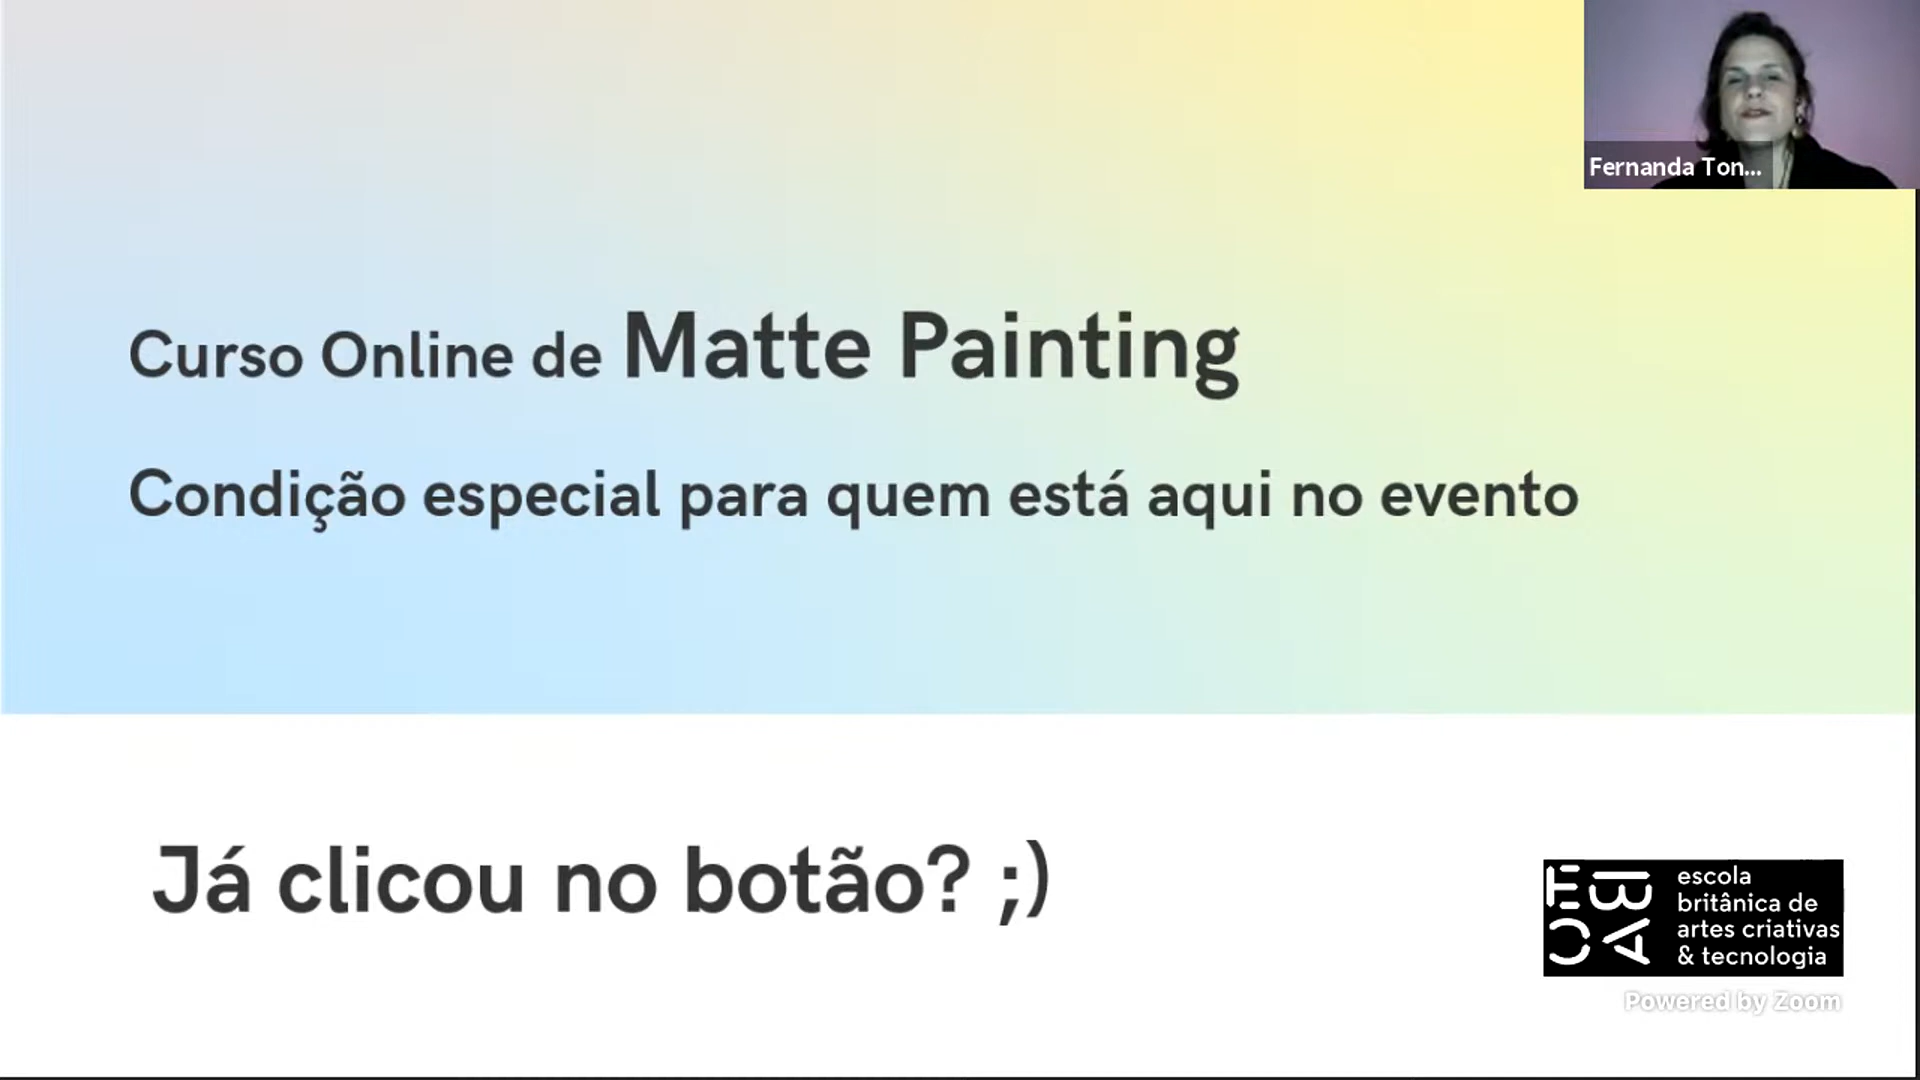 Fernanda Ton...
Curso Online de Matte Painting
Condição especial para quem está aqui no evento
Já clicou no botão? ;)
EBAC
escola
britânica de
artes criativas
& tecnologia
Powered by Zoom